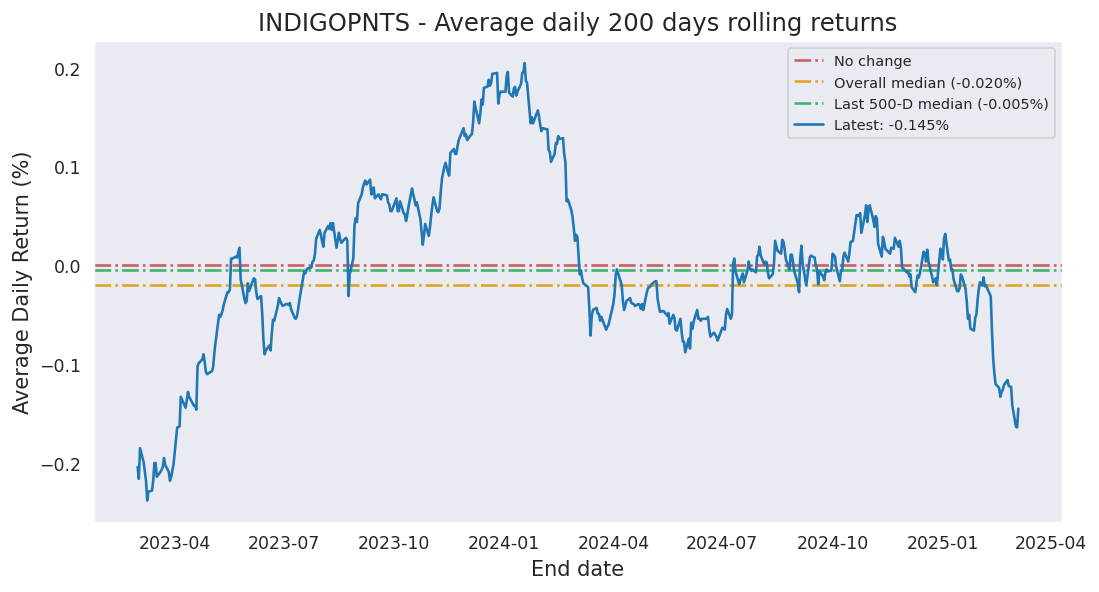 INDIGOPNTS - Average daily 200 days rolling returns
No change
Overall median (-0.020%)
Last 500-D median (-0.005%)
Latest: -0.145%
Average Daily Return (%)
0.2
0.1
0.0
−0.1
−0.2
2023-04 2023-07 2023-10 2024-01 2024-04 2024-07 2024-10 2025-01 2025-04
End date